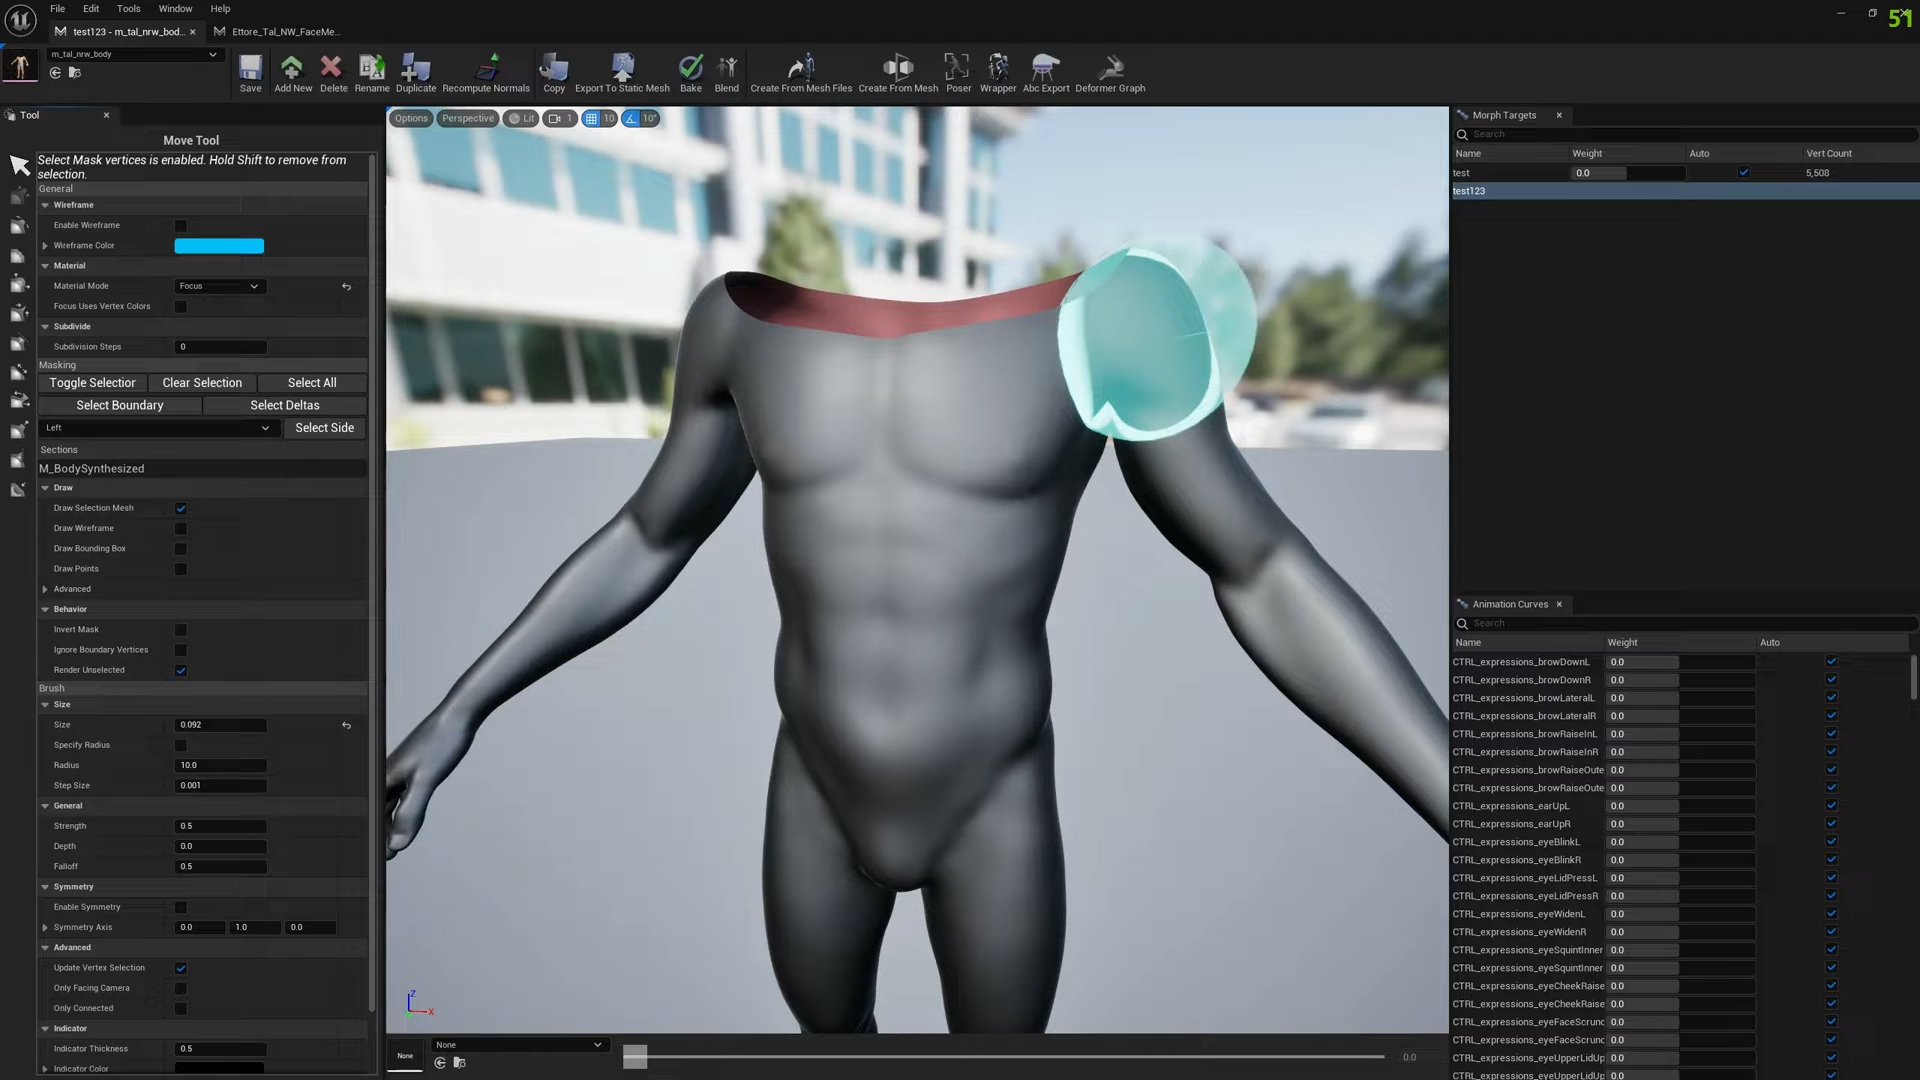 File Edit Tools Window Help
51
test123 - m_tal_nrw_bod...
Ettore_Tal_NW_FaceMe...
m_tal_nrw_body
Save Add New Delete Rename Duplicate Recompute Normals Copy Export To Static Mesh Bake Blend Create From Mesh Files Create From Mesh Poser Wrapper Abc Export Deformer Graph
Tool
Move Tool
Select Mask vertices is enabled. Hold Shift to remove from
selection.
General
Wireframe
Enable Wireframe
Wireframe Color
Material
Material Mode Focus
Focus Uses Vertex Colors
Subdivide
Subdivision Steps 0
Masking
Toggle Selectior Clear Selection Select All
Select Boundary Select Deltas
Left Select Side
Sections
M_BodySynthesized
Draw
Draw Selection Mesh
Draw Wireframe
Draw Bounding Box
Draw Points
Advanced
Behavior
Invert Mask
Ignore Boundary Vertices
Render Unselected
Brush
Size
Size 0.092
Specify Radius
Radius 10.0
Step Size 0.001
General
Strength 0.5
Depth 0.0
Falloff 0.5
Symmetry
Enable Symmetry
Symmetry Axis 0.0 1.0 0.0
Advanced
Update Vertex Selection
Only Facing Camera
Only Connected
Indicator
Indicator Thickness 0.5
Indicator Color
Options Perspective Lit 1 10 10°
Z
X
None
None
0.0
Morph Targets
Search
Name Weight Auto Vert Count
test 0.0 5,508
test123
Animation Curves
Search
Name Weight Auto
CTRL_expressions_browDownL 0.0
CTRL_expressions_browDownR 0.0
CTRL_expressions_browLateralL 0.0
CTRL_expressions_browLateralR 0.0
CTRL_expressions_browRaiseInL 0.0
CTRL_expressions_browRaiseInR 0.0
CTRL_expressions_browRaiseOute 0.0
CTRL_expressions_browRaiseOute 0.0
CTRL_expressions_earUpL 0.0
CTRL_expressions_earUpR 0.0
CTRL_expressions_eyeBlinkL 0.0
CTRL_expressions_eyeBlinkR 0.0
CTRL_expressions_eyeLidPressL 0.0
CTRL_expressions_eyeLidPressR 0.0
CTRL_expressions_eyeWidenL 0.0
CTRL_expressions_eyeWidenR 0.0
CTRL_expressions_eyeSquintInner 0.0
CTRL_expressions_eyeSquintInner 0.0
CTRL_expressions_eyeCheekRaise 0.0
CTRL_expressions_eyeCheekRaise 0.0
CTRL_expressions_eyeFaceScrunc 0.0
CTRL_expressions_eyeFaceScrunc 0.0
CTRL_expressions_eyeUpperLidUp 0.0
CTRL_expressions_eyeUpperLidUp 0.0